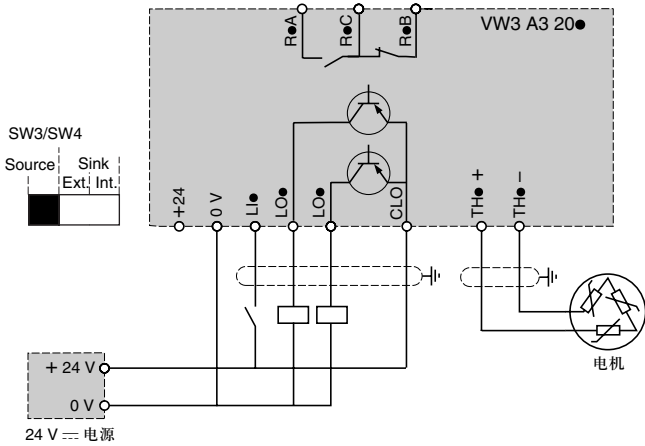 R●A
R●C
R●B
VW3 A3 20●
SW3/SW4
Source
Sink
Ext.
Int.
+24
0 V
LI●
LO●
LO●
CLO
TH● +
TH● −
电机
+ 24 V
0 V
24 V ⎓ 电源